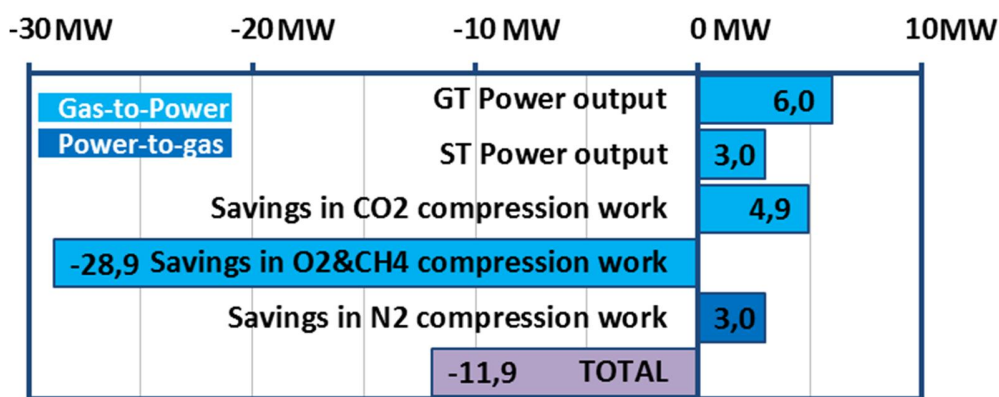 -30 MW -20 MW -10 MW 0 MW 10MW
Gas-to-Power
Power-to-gas
GT Power output 6,0
ST Power output 3,0
Savings in CO2 compression work 4,9
-28,9 Savings in O2&CH4 compression work
Savings in N2 compression work 3,0
-11,9 TOTAL